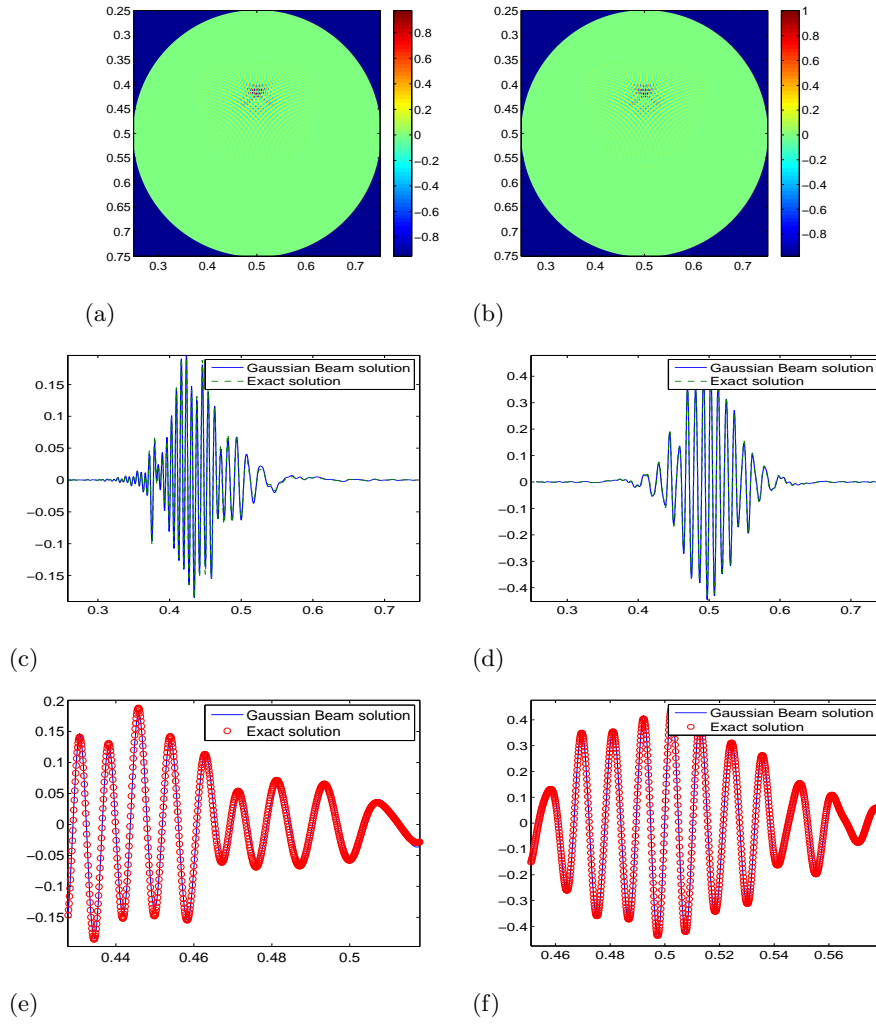 0.25 0.3 0.35 0.4 0.45 0.5 0.55 0.6 0.65 0.7 0.75
0.3 0.4 0.5 0.6 0.7
0.8 0.6 0.4 0.2 0 −0.2 −0.4 −0.6 −0.8
(a)
0.25 0.3 0.35 0.4 0.45 0.5 0.55 0.6 0.65 0.7 0.75
0.3 0.4 0.5 0.6 0.7
1 0.8 0.6 0.4 0.2 0 −0.2 −0.4 −0.6 −0.8
(b)
0.15 0.1 0.05 0 −0.05 −0.1 −0.15
Gaussian Beam solution
Exact solution
0.3 0.4 0.5 0.6 0.7
(c)
0.4 0.3 0.2 0.1 0 −0.1 −0.2 −0.3 −0.4
Gaussian Beam solution
Exact solution
0.3 0.4 0.5 0.6 0.7
(d)
0.2 0.15 0.1 0.05 0 −0.05 −0.1 −0.15
Gaussian Beam solution
Exact solution
0.44 0.46 0.48 0.5
(e)
0.4 0.3 0.2 0.1 0 −0.1 −0.2 −0.3 −0.4
Gaussian Beam solution
Exact solution
0.46 0.48 0.5 0.52 0.54 0.56
(f)